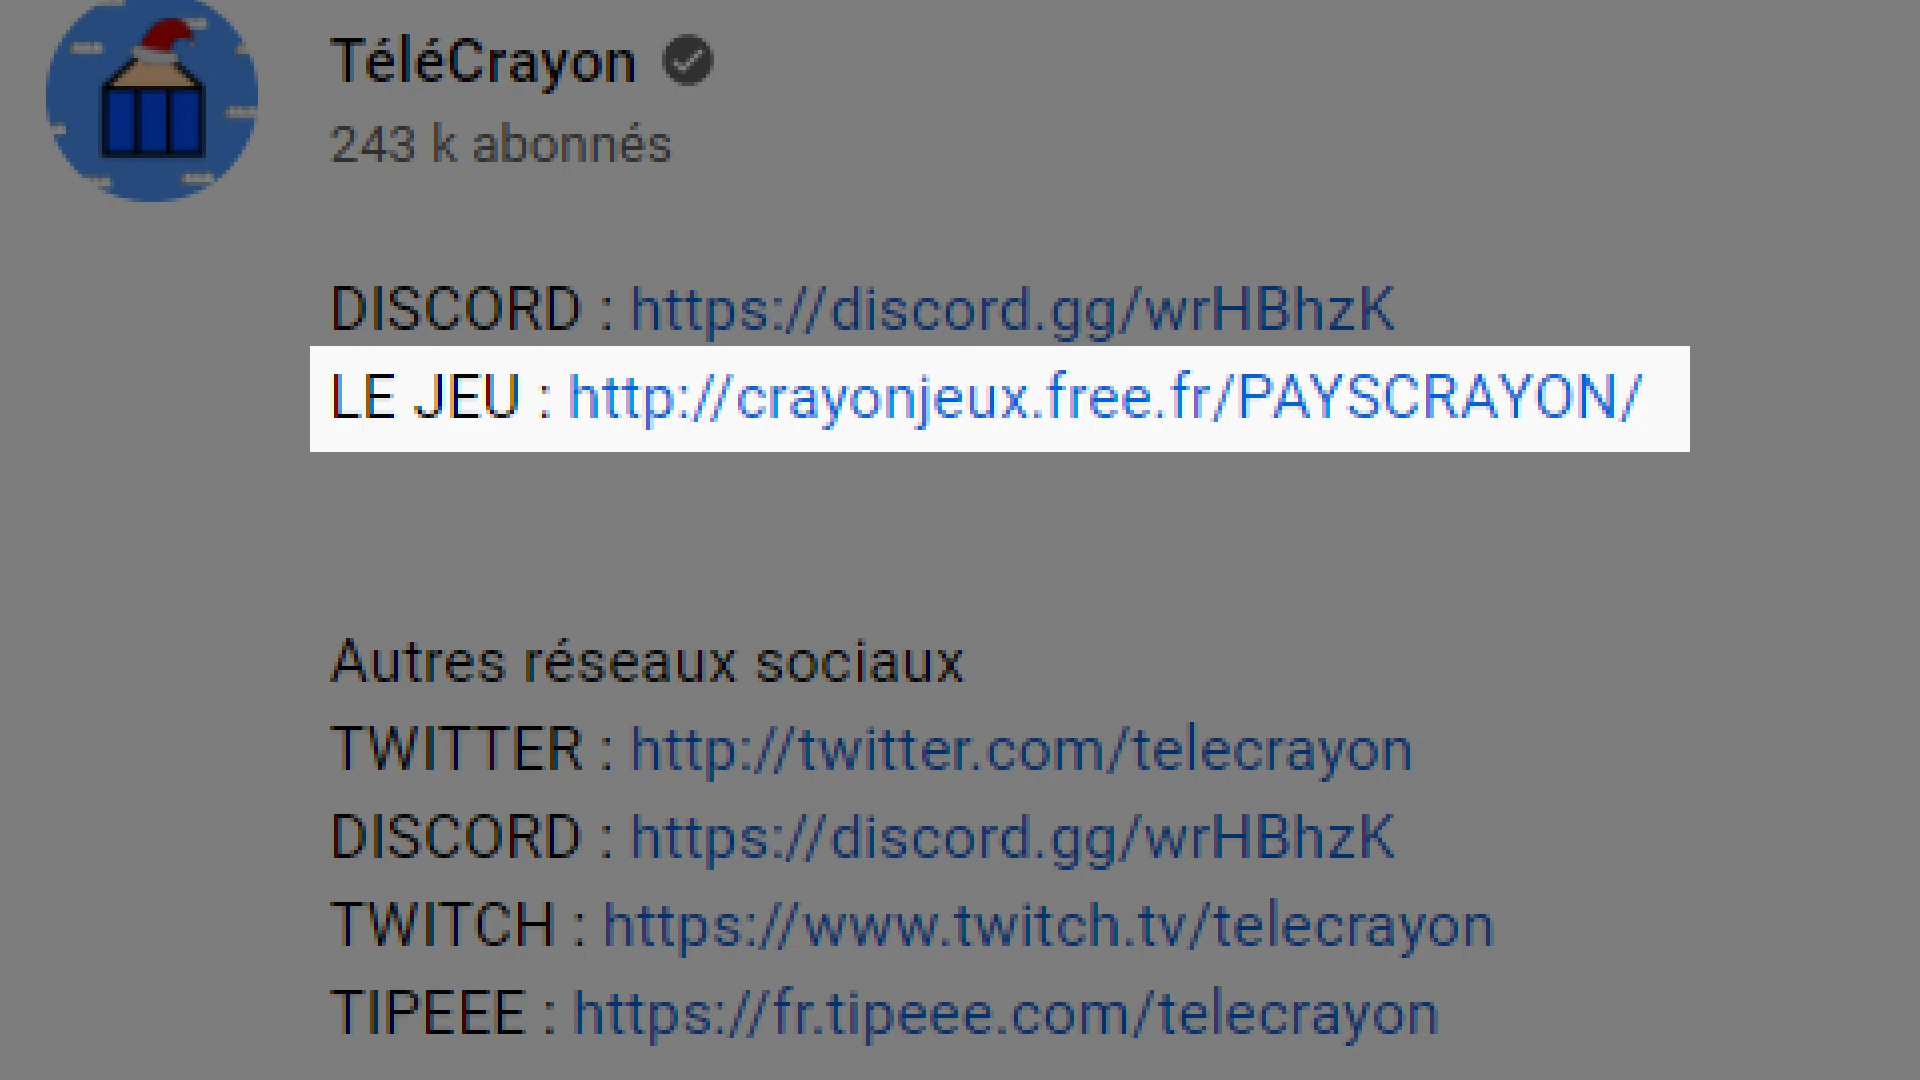 TéléCrayon
243 k abonnés
DISCORD : https://discord.gg/wrHBhzK
LE JEU : http://crayonjeux.free.fr/PAYSCRAYON/
Autres réseaux sociaux
TWITTER : http://twitter.com/telecrayon
DISCORD : https://discord.gg/wrHBhzK
TWITCH : https://www.twitch.tv/telecrayon
TIPEEE : https://fr.tipeee.com/telecrayon